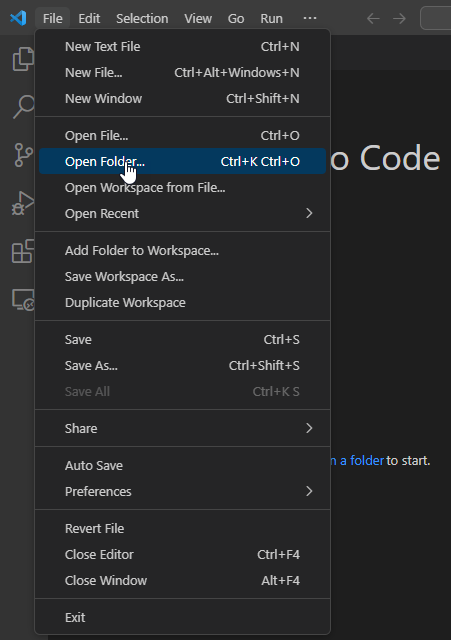 File Edit Selection View Go Run ...
New Text File Ctrl+N
New File... Ctrl+Alt+Windows+N
New Window Ctrl+Shift+N
Open File... Ctrl+O
Open Folder... Ctrl+K Ctrl+O
o Code
Open Workspace from File...
Open Recent
Add Folder to Workspace...
Save Workspace As...
Duplicate Workspace
Save Ctrl+S
Save As... Ctrl+Shift+S
Save All Ctrl+K S
Share
n a folder to start.
Auto Save
Preferences
Revert File
Close Editor Ctrl+F4
Close Window Alt+F4
Exit